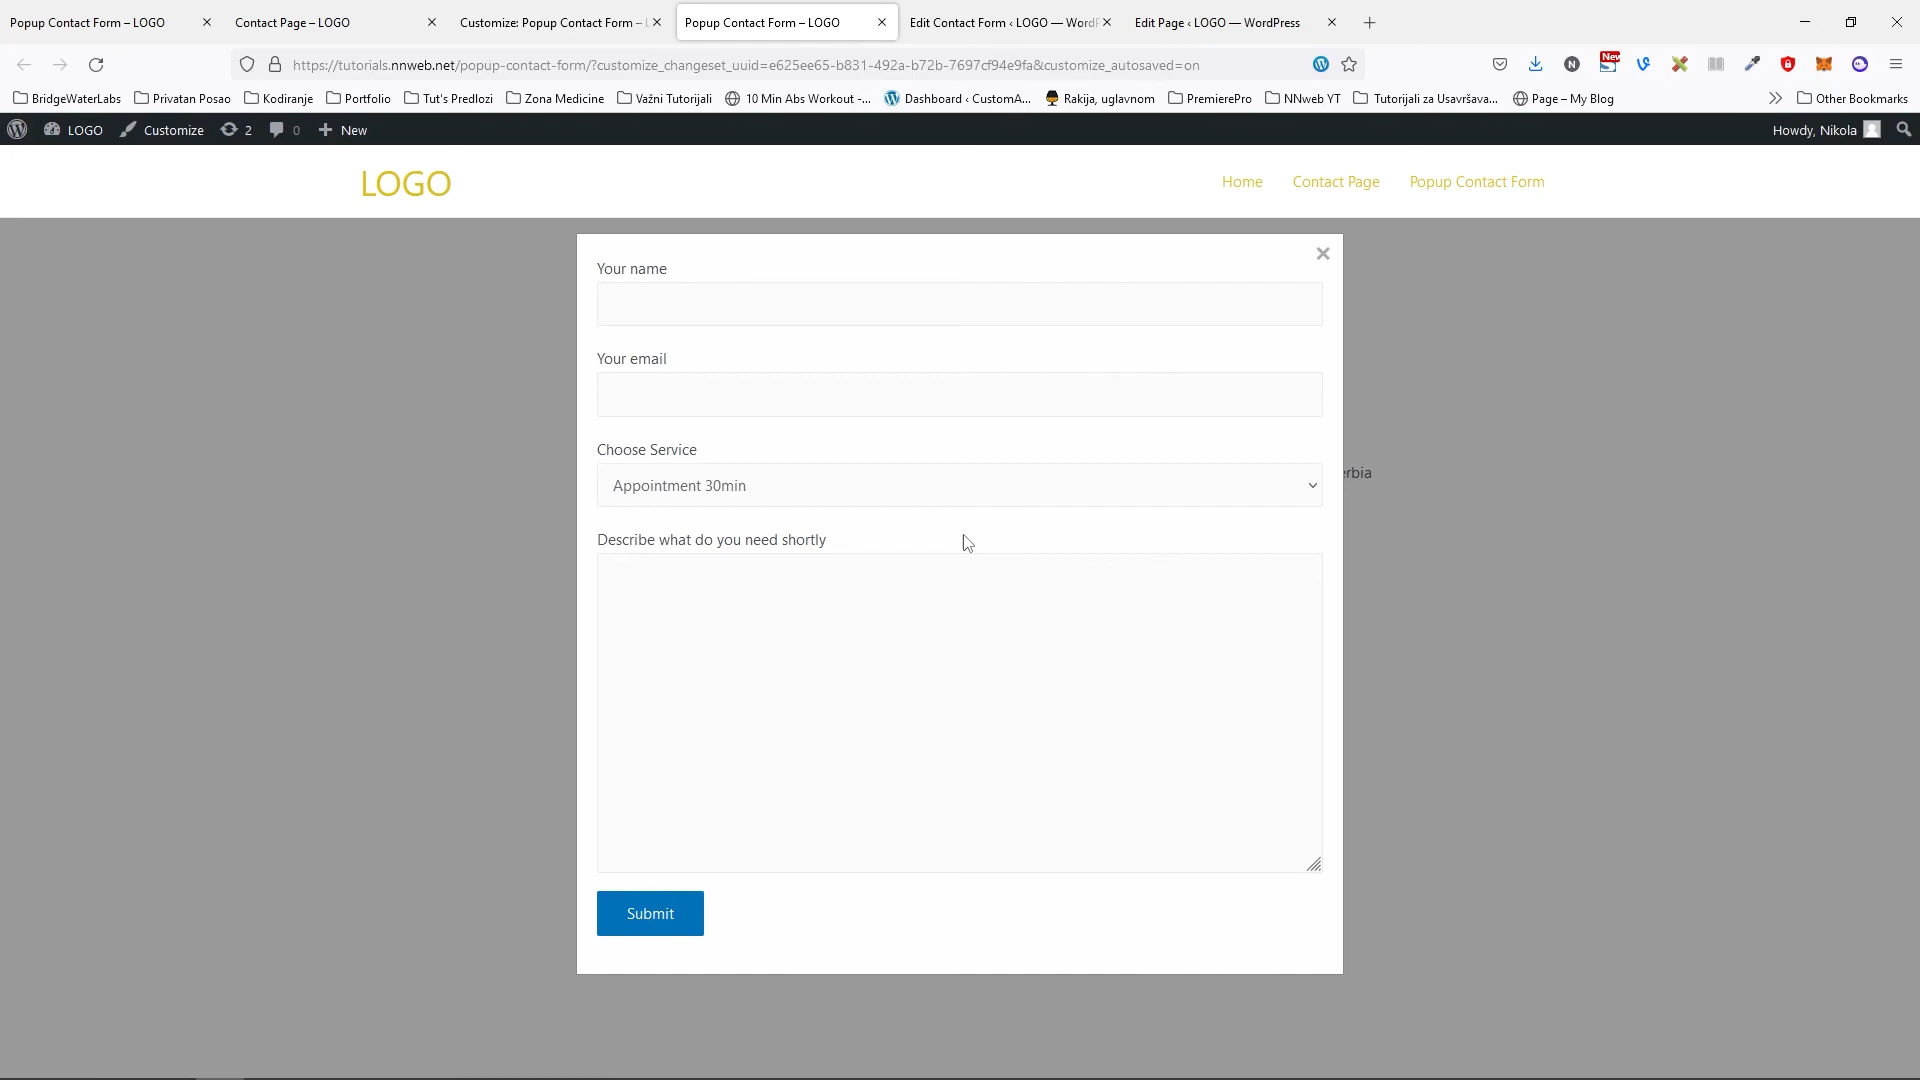 Popup Contact Form – LOGO
Contact Page – LOGO
Customize: Popup Contact Form –
Popup Contact Form – LOGO
Edit Contact Form ‹ LOGO — WordP
Edit Page ‹ LOGO — WordPress
https://tutorials.nnweb.net/popup-contact-form/?customize_changeset_uuid=e625ee65-b831-492a-b72b-7697cf94e9fa&customize_autosaved=on
N
New
BridgeWaterLabs
Privatan Posao
Kodiranje
Portfolio
Tut's Predlozi
Zona Medicine
Važni Tutorijali
10 Min Abs Workout -...
Dashboard ‹ CustomA...
Rakija, uglavnom
PremierePro
NNweb YT
Tutorijali za Usavršava...
Page – My Blog
Other Bookmarks
LOGO
Customize
2
0
New
Howdy, Nikola
LOGO
Home
Contact Page
Popup Contact Form
Your name
Your email
Choose Service
erbia
Appointment 30min
Describe what do you need shortly
Submit